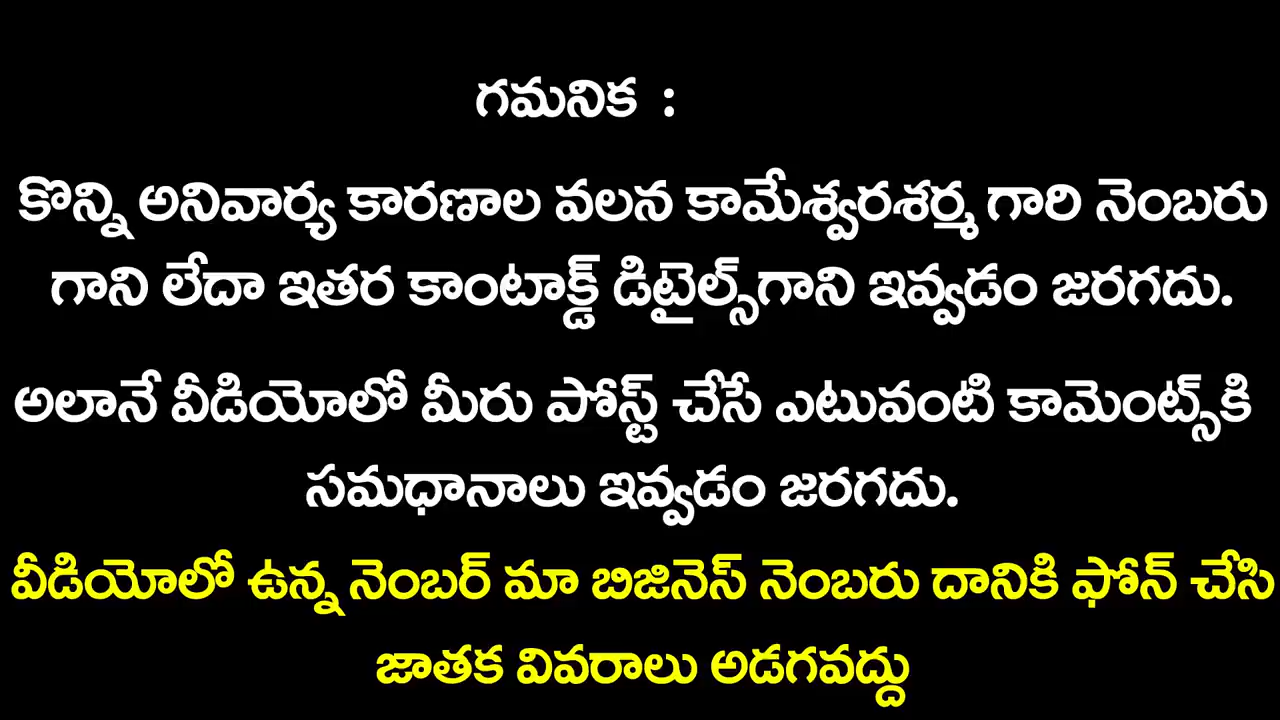 గమనిక :
కొన్ని అనివార్య కారణాల వలన కామేశ్వరశర్మ గారి నెంబరు
గాని లేదా ఇతర కాంటాక్డ్ డిటైల్స్‌గాని ఇవ్వడం జరగదు.
అలానే వీడియోలో మీరు పోస్ట్ చేసే ఎటువంటి కామెంట్స్‌కి
సమధానాలు ఇవ్వడం జరగదు.
వీడియోలో ఉన్న నెంబర్ మా బిజినెస్ నెంబరు దానికి ఫోన్ చేసి
జాతక వివరాలు అడగవద్దు